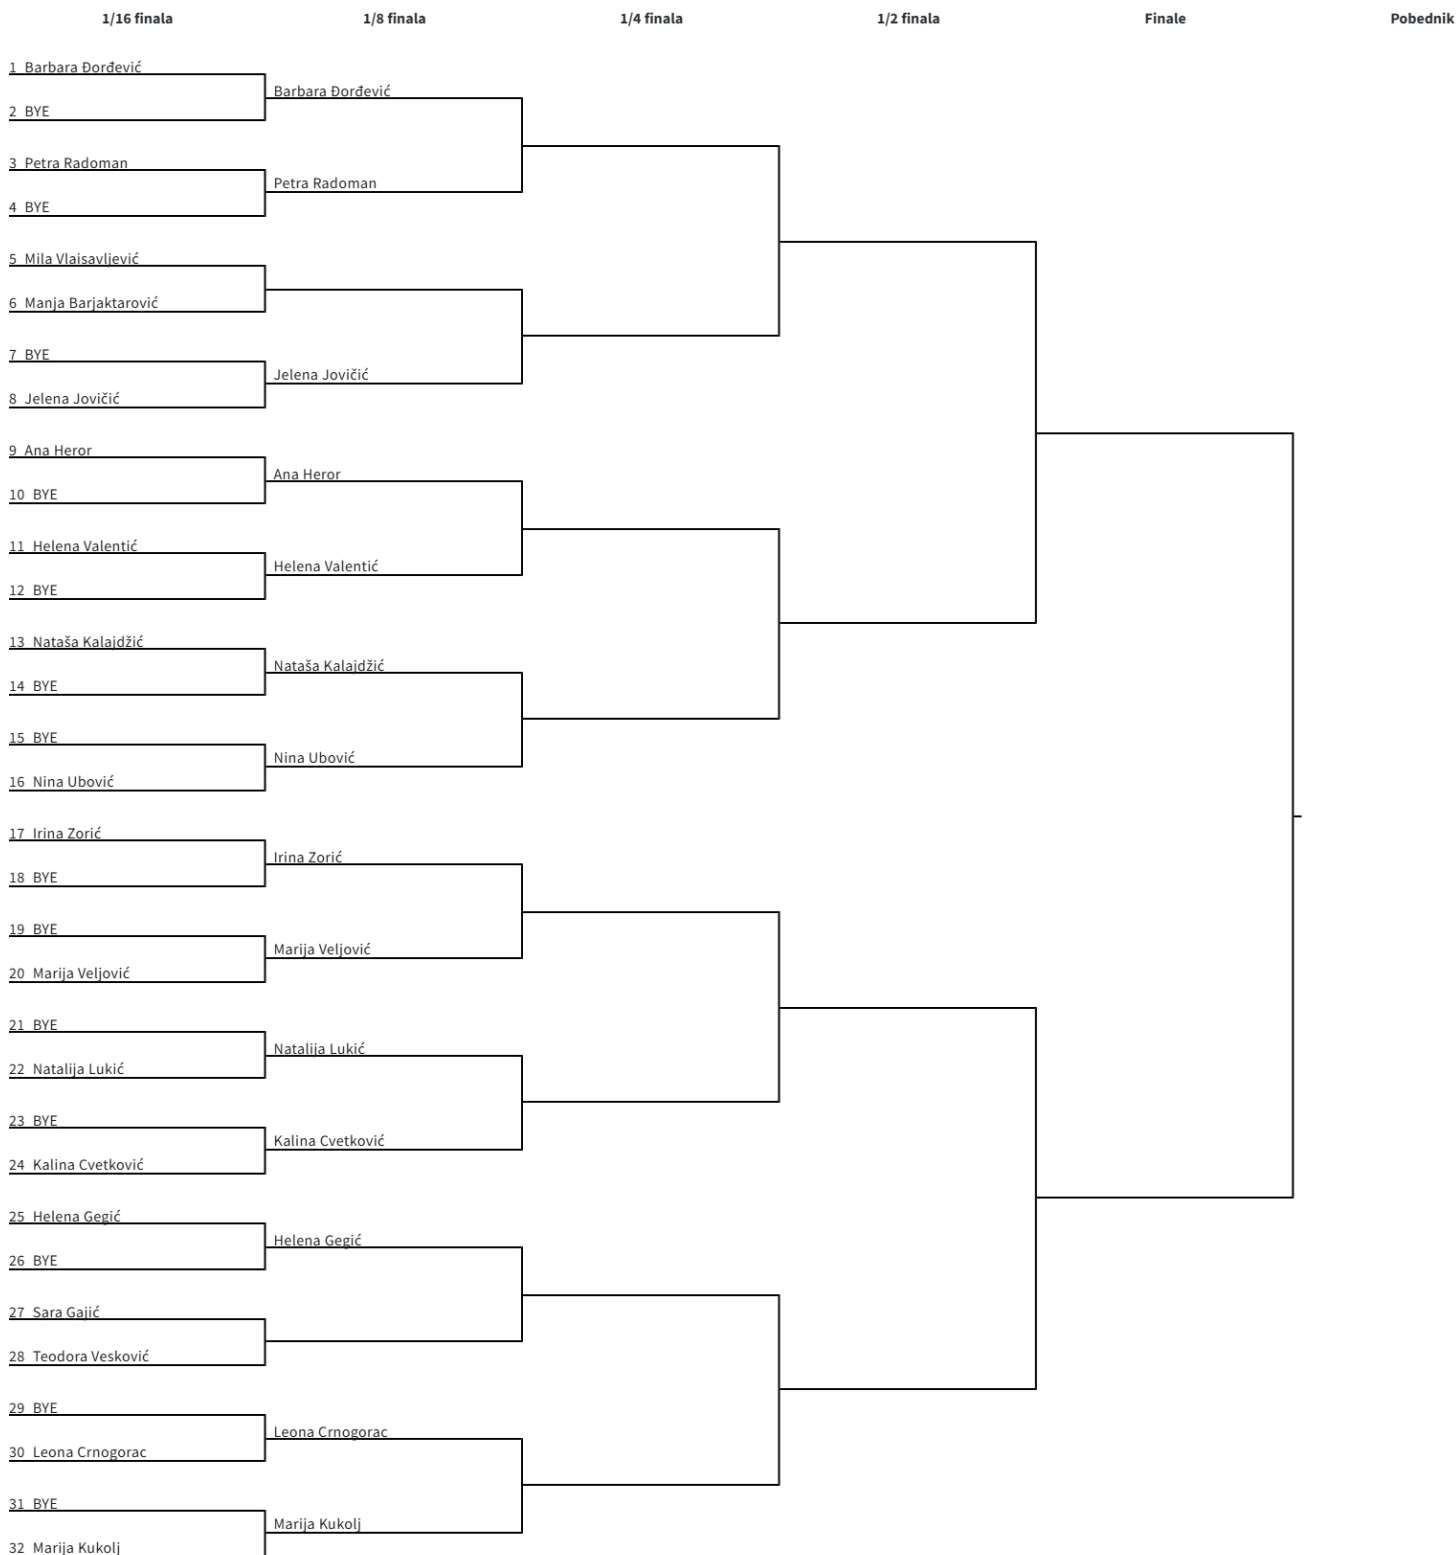 1/16 finala 1/8 finala 1/4 finala 1/2 finala Finale Pobednik
1 Barbara Đorđević
Barbara Đorđević
2 BYE
3 Petra Radoman
Petra Radoman
4 BYE
5 Mila Vlaisavljević
6 Manja Barjaktarović
7 BYE
Jelena Jovičić
8 Jelena Jovičić
9 Ana Heror
Ana Heror
10 BYE
11 Helena Valentić
Helena Valentić
12 BYE
13 Nataša Kalajdžić
Nataša Kalajdžić
14 BYE
15 BYE
Nina Ubović
16 Nina Ubović
17 Irina Zorić
Irina Zorić
18 BYE
19 BYE
Marija Veljović
20 Marija Veljović
21 BYE
Natalija Lukić
22 Natalija Lukić
23 BYE
Kalina Cvetković
24 Kalina Cvetković
25 Helena Gegić
Helena Gegić
26 BYE
27 Sara Gajić
28 Teodora Vesković
29 BYE
Leona Crnogorac
30 Leona Crnogorac
31 BYE
Marija Kukolj
32 Marija Kukolj